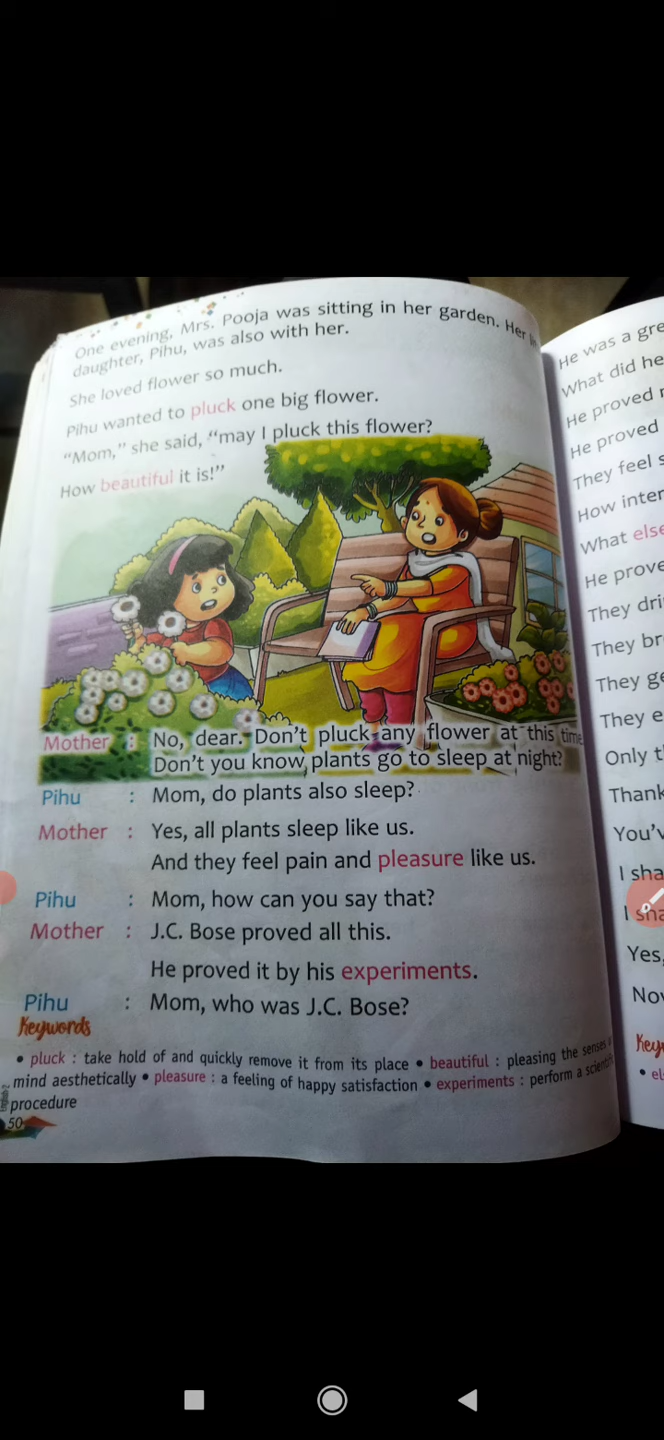 One evening, Mrs. Pooja was sitting in her garden. Her
daughter, Pihu, was also with her.
She loved flower so much.
Pihu wanted to pluck one big flower.
"Mom," she said, "may I pluck this flower?
How beautiful it is!"
Mother : No, dear. Don't pluck any flower at this time
Don't you know, plants go to sleep at night?
Pihu : Mom, do plants also sleep?
Mother : Yes, all plants sleep like us.
And they feel pain and pleasure like us.
Pihu : Mom, how can you say that?
Mother : J.C. Bose proved all this.
He proved it by his experiments.
Pihu : Mom, who was J.C. Bose?
Keywords
• pluck : take hold of and quickly remove it from its place • beautiful : pleasing the senses
mind aesthetically • pleasure : a feeling of happy satisfaction • experiments : perform a scientific
procedure
English-2
50
He was a
What did he
He proved
He proved
They feel
How
What else
He
They
They
They
They
Only
Thank
You'v
I sha
I sha
Yes,